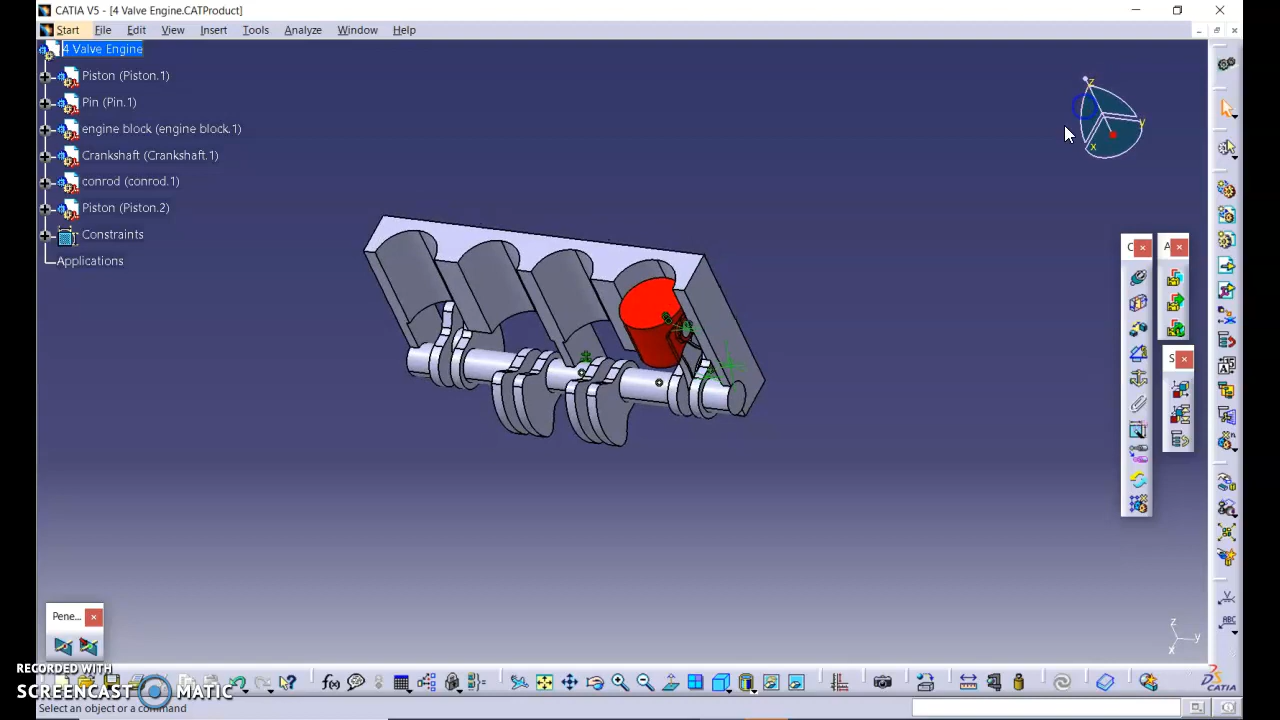 CATIA V5 - [4 Valve Engine.CATProduct]
Start File Edit View Insert Tools Analyze Window Help
4 Valve Engine
Piston (Piston.1)
Pin (Pin.1)
engine block (engine block.1)
Crankshaft (Crankshaft.1)
conrod (conrod.1)
Piston (Piston.2)
Constraints
Applications
z
y
x
C
A
S
Pene...
z
y
x
ABC
RECORDED WITH
SCREENCAST MATIC
f(x)
CATIA
Select an object or a command